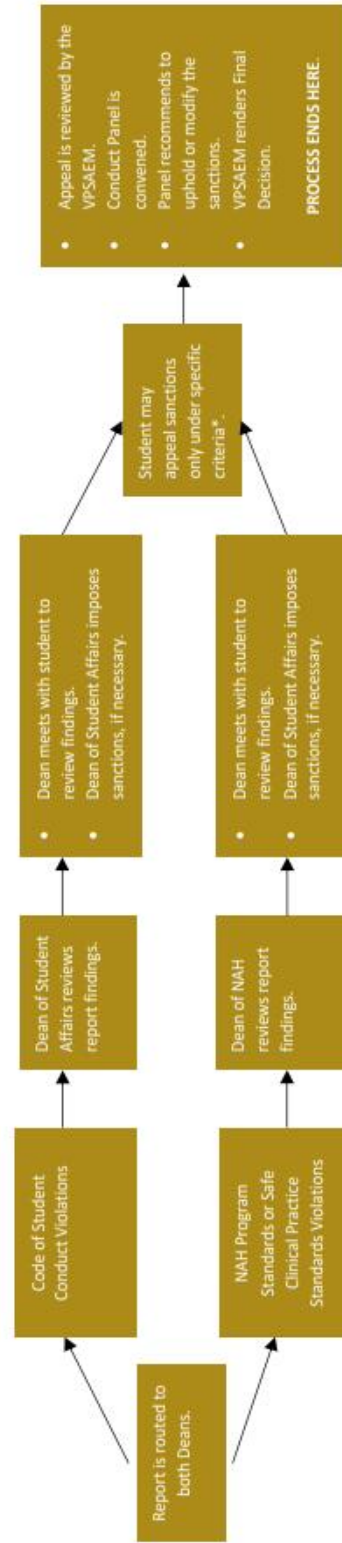 Report is routed to
both Deans.
Code of Student
Conduct Violations
Dean of Student
Affairs reviews
report findings.
• Dean meets with student to
review findings.
• Dean of Student Affairs imposes
sanctions, if necessary.
NAH Program
Standards or Safe
Clinical Practice
Standards Violations
Dean of NAH
reviews report
findings.
• Dean meets with student to
review findings.
• Dean of Student Affairs imposes
sanctions, if necessary.
Student may
appeal sanctions
only under specific
criteria*.
• Appeal is reviewed by the
VPSAEM.
• Conduct Panel is
convened.
• Panel recommends to
uphold or modify the
sanctions.
• VPSAEM renders Final
Decision.
PROCESS ENDS HERE.